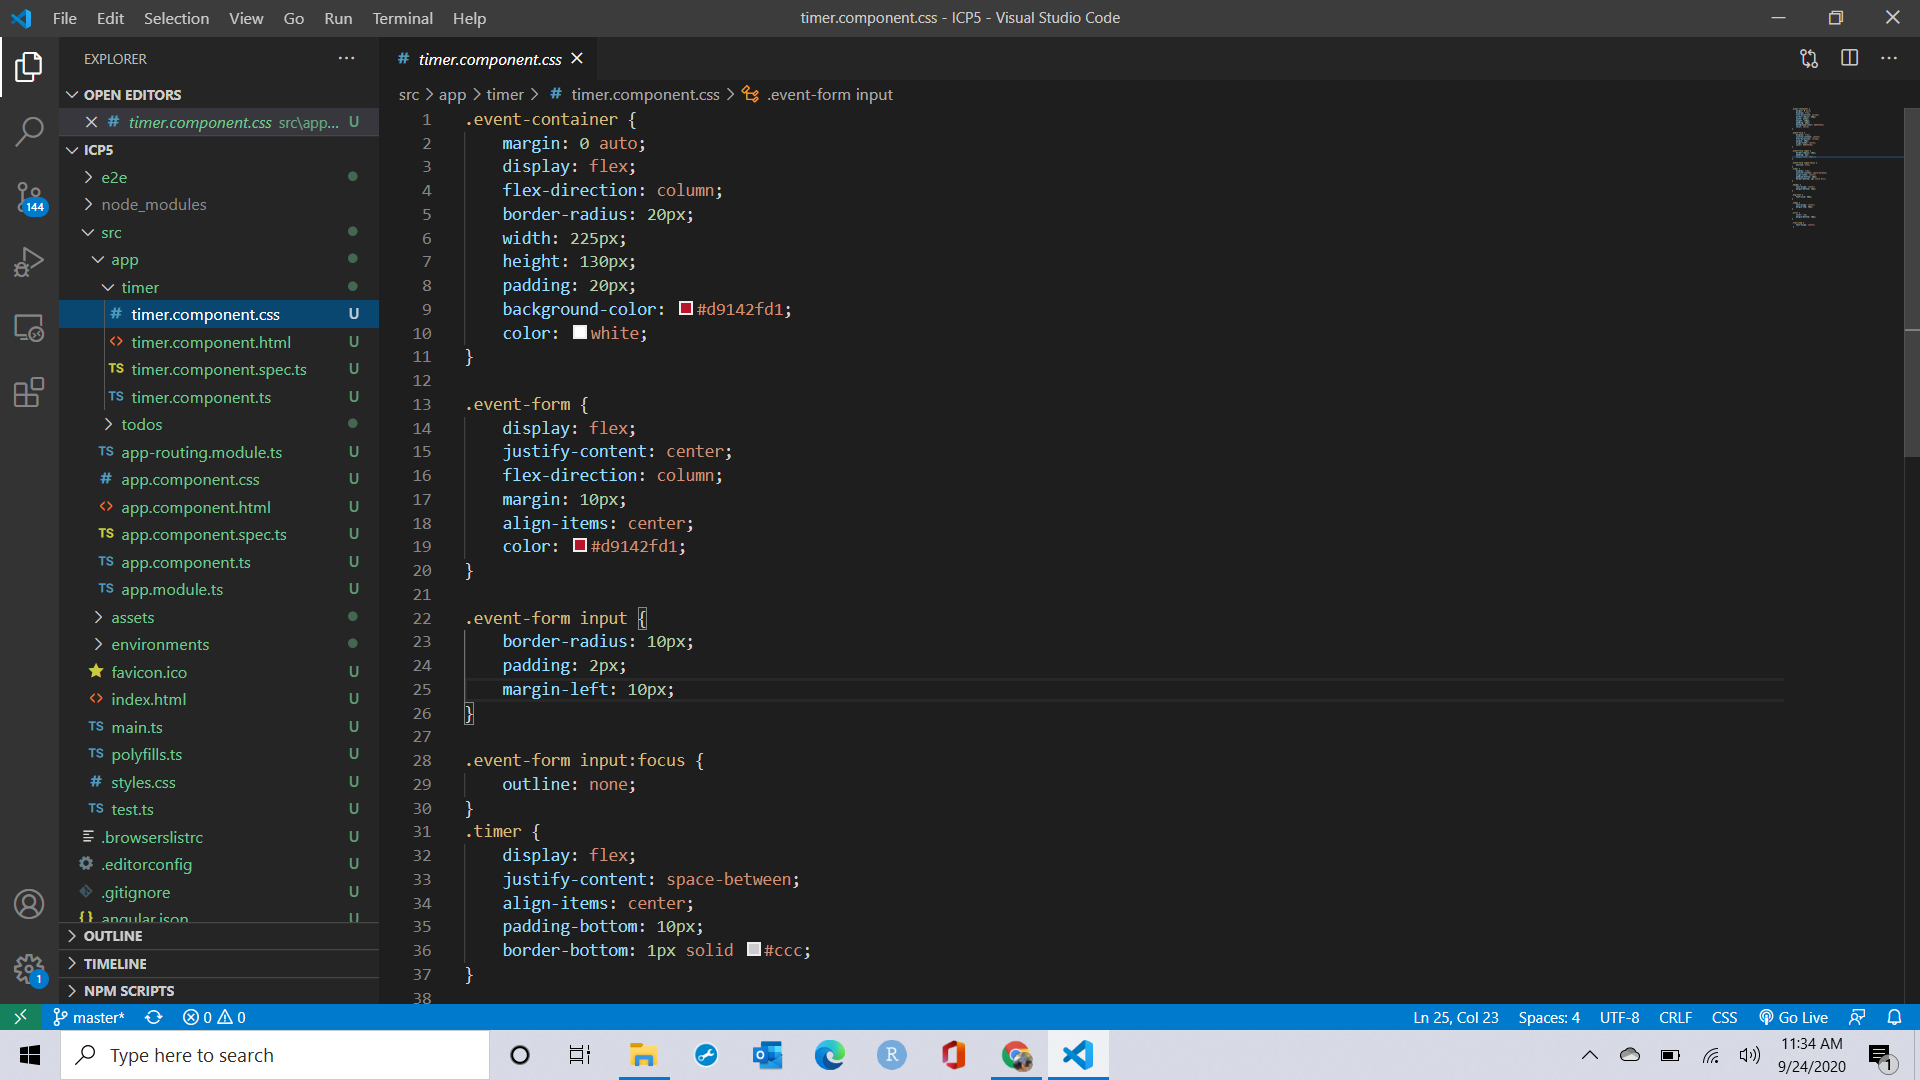 File Edit Selection View Go Run Terminal Help
timer.component.css - ICP5 - Visual Studio Code
EXPLORER
OPEN EDITORS
# timer.component.css src\app... U
ICP5
e2e
node_modules
src
app
timer
# timer.component.css U
<> timer.component.html U
TS timer.component.spec.ts U
TS timer.component.ts U
todos
TS app-routing.module.ts U
# app.component.css U
<> app.component.html U
TS app.component.spec.ts U
TS app.component.ts U
TS app.module.ts U
assets
environments
favicon.ico U
<> index.html U
TS main.ts U
TS polyfills.ts U
# styles.css U
TS test.ts U
.browserslistrc U
.editorconfig U
.gitignore U
{} angular.json U
OUTLINE
TIMELINE
NPM SCRIPTS
144
1
# timer.component.css
src > app > timer > # timer.component.css > .event-form input
1 .event-container {
2 margin: 0 auto;
3 display: flex;
4 flex-direction: column;
5 border-radius: 20px;
6 width: 225px;
7 height: 130px;
8 padding: 20px;
9 background-color: #d9142fd1;
10 color: white;
11 }
12
13 .event-form {
14 display: flex;
15 justify-content: center;
16 flex-direction: column;
17 margin: 10px;
18 align-items: center;
19 color: #d9142fd1;
20 }
21
22 .event-form input {
23 border-radius: 10px;
24 padding: 2px;
25 margin-left: 10px;
26 }
27
28 .event-form input:focus {
29 outline: none;
30 }
31 .timer {
32 display: flex;
33 justify-content: space-between;
34 align-items: center;
35 padding-bottom: 10px;
36 border-bottom: 1px solid #ccc;
37 }
38
master* 0 0
Ln 25, Col 23 Spaces: 4 UTF-8 CRLF CSS Go Live
Type here to search
R
11:34 AM
9/24/2020
1